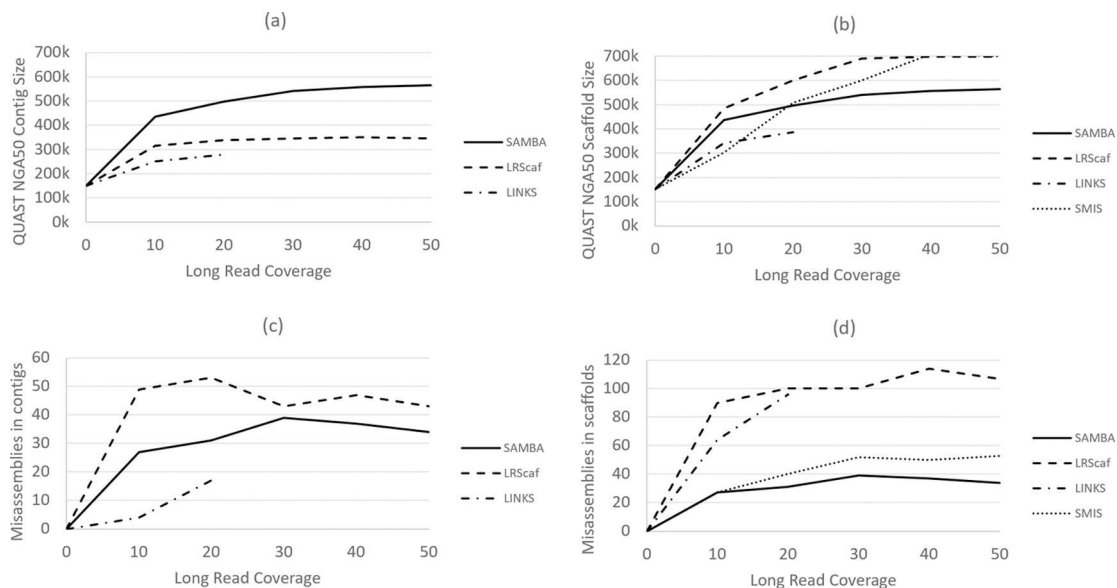 (a)
QUAST NGA50 Contig Size
700k
600k
500k
400k
300k
200k
100k
0k
0 10 20 30 40 50
Long Read Coverage
SAMBA
LRScaf
LINKS
(b)
QUAST NGA50 Scaffold Size
700k
600k
500k
400k
300k
200k
100k
0k
0 10 20 30 40 50
Long Read Coverage
SAMBA
LRScaf
LINKS
SMIS
(c)
Misassemblies in contigs
60
50
40
30
20
10
0
0 10 20 30 40 50
Long Read Coverage
SAMBA
LRScaf
LINKS
(d)
Misassemblies in scaffolds
120
100
80
60
40
20
0
0 10 20 30 40 50
Long Read Coverage
SAMBA
LRScaf
LINKS
SMIS